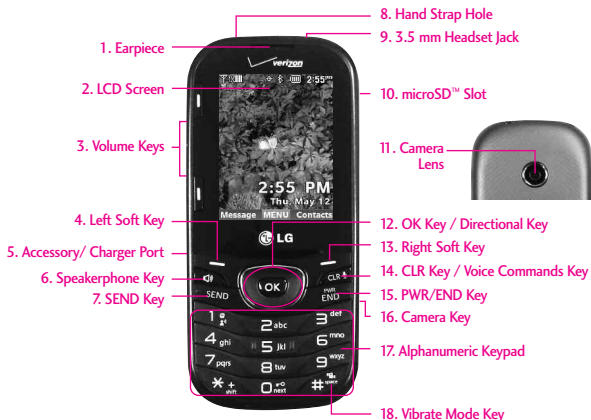 8. Hand Strap Hole
9. 3.5 mm Headset Jack
1. Earpiece
verizon
2. LCD Screen
2:55 PM
10. microSD™ Slot
3. Volume Keys
11. Camera
Lens
2:55 PM
Thu, May 12
Message MENU Contacts
4. Left Soft Key
LG
12. OK Key / Directional Key
13. Right Soft Key
5. Accessory/ Charger Port
14. CLR Key / Voice Commands Key
6. Speakerphone Key
CLR
OK
7. SEND Key
SEND
PWR
END
15. PWR/END Key
16. Camera Key
1
2 abc
3 def
4 ghi
5 jkl
6 mno
17. Alphanumeric Keypad
7 pqrs
8 tuv
9 wxyz
* + shift
0 next
# space
18. Vibrate Mode Key